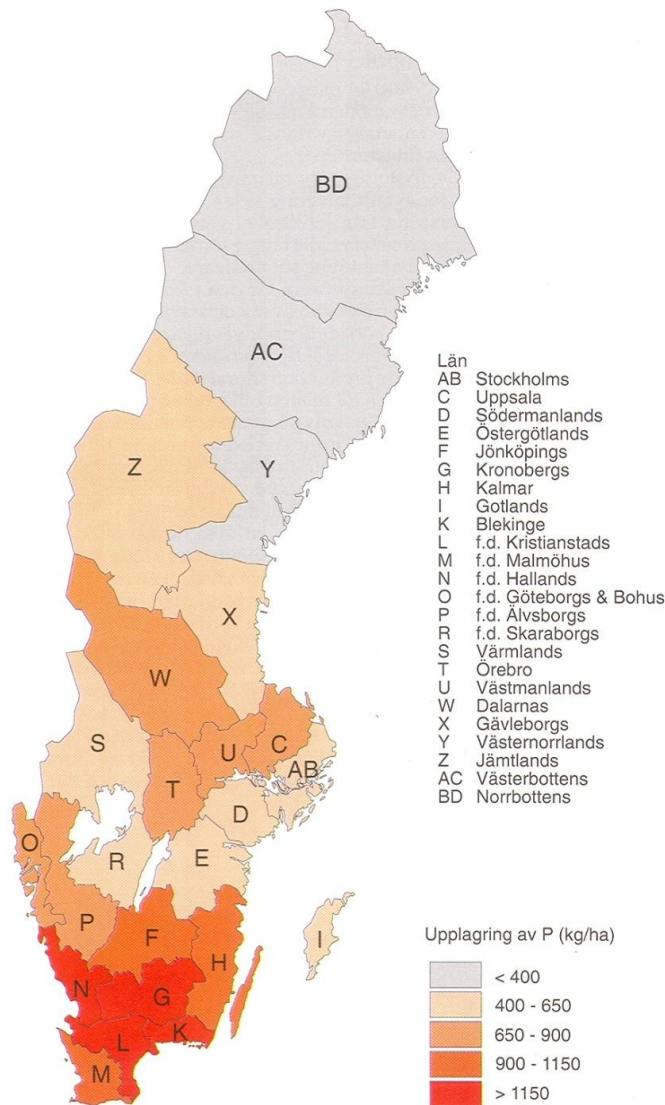 BD
AC
Z
Y
X
W
S
T
U
C
AB
D
O
R
E
P
F
H
I
N
G
L
K
M
Län
AB Stockholms
C Uppsala
D Södermanlands
E Östergötlands
F Jönköpings
G Kronobergs
H Kalmar
I Gotlands
K Blekinge
L f.d. Kristianstads
M f.d. Malmöhus
N f.d. Hallands
O f.d. Göteborgs & Bohus
P f.d. Älvsborgs
R f.d. Skaraborgs
S Värmlands
T Örebro
U Västmanlands
W Dalarnas
X Gävleborgs
Y Västernorrlands
Z Jämtlands
AC Västerbottens
BD Norrbottens
Upplagring av P (kg/ha)
< 400
400 - 650
650 - 900
900 - 1150
> 1150